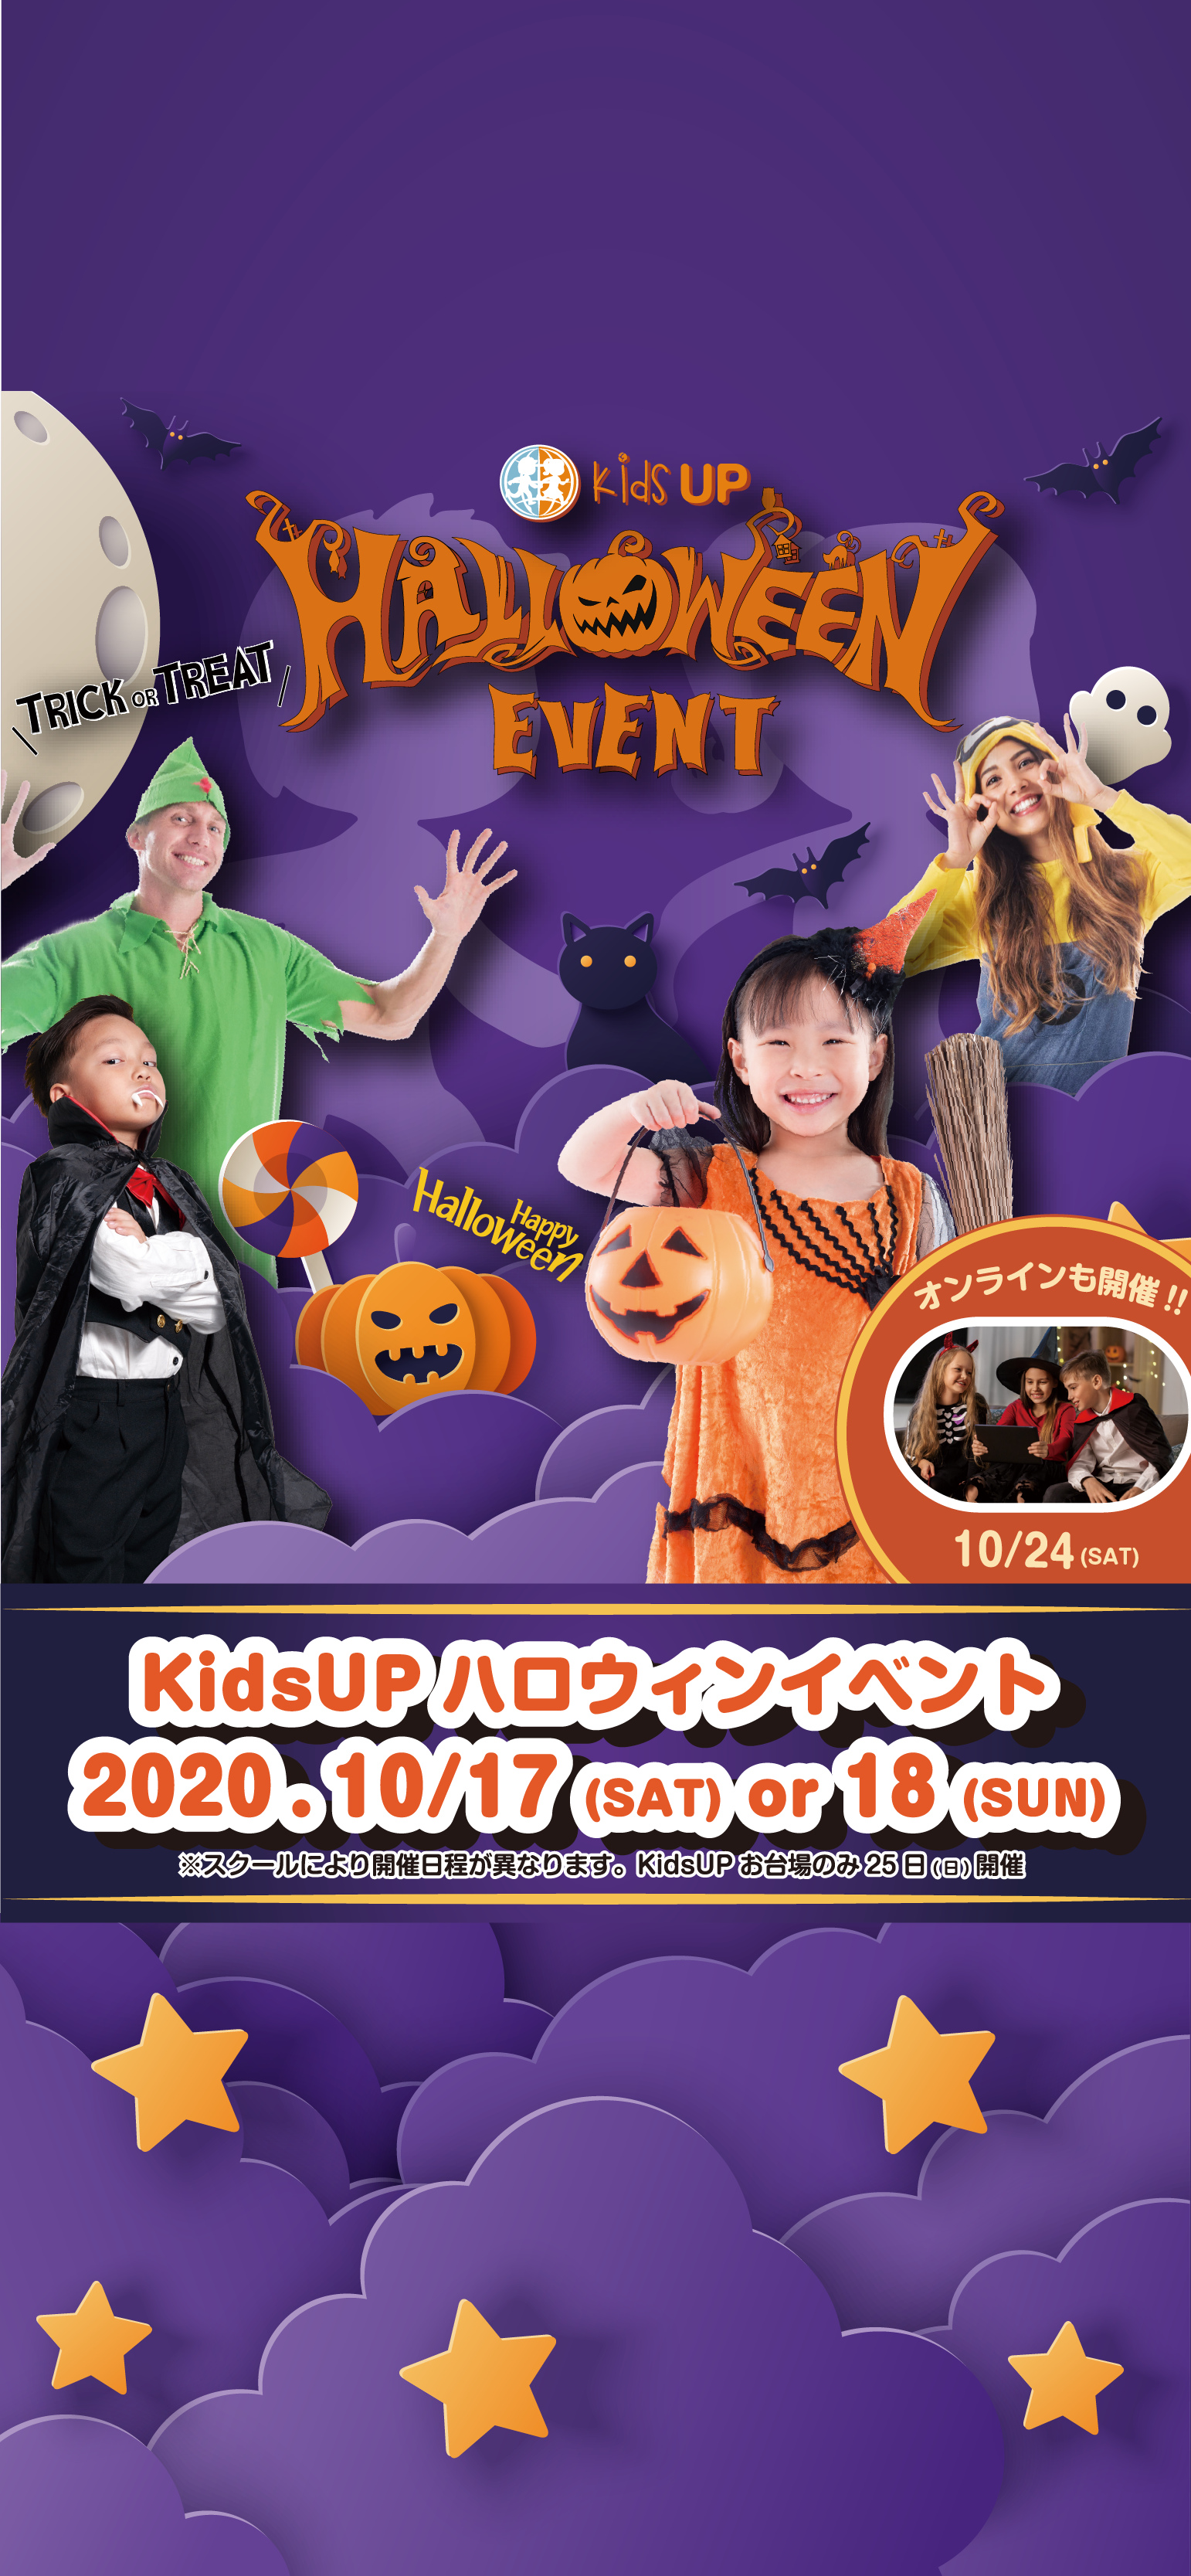 Kids UP
HALLOWEEN
EVENT
TRICK OR TREAT
Happy
Halloween
オンラインも開催!!
10/24 (SAT)
KidsUP ハロウィンイベント
2020.10/17 (SAT) or 18 (SUN)
※スクールにより開催日程が異なります。KidsUP お台場のみ 25 日(日)開催